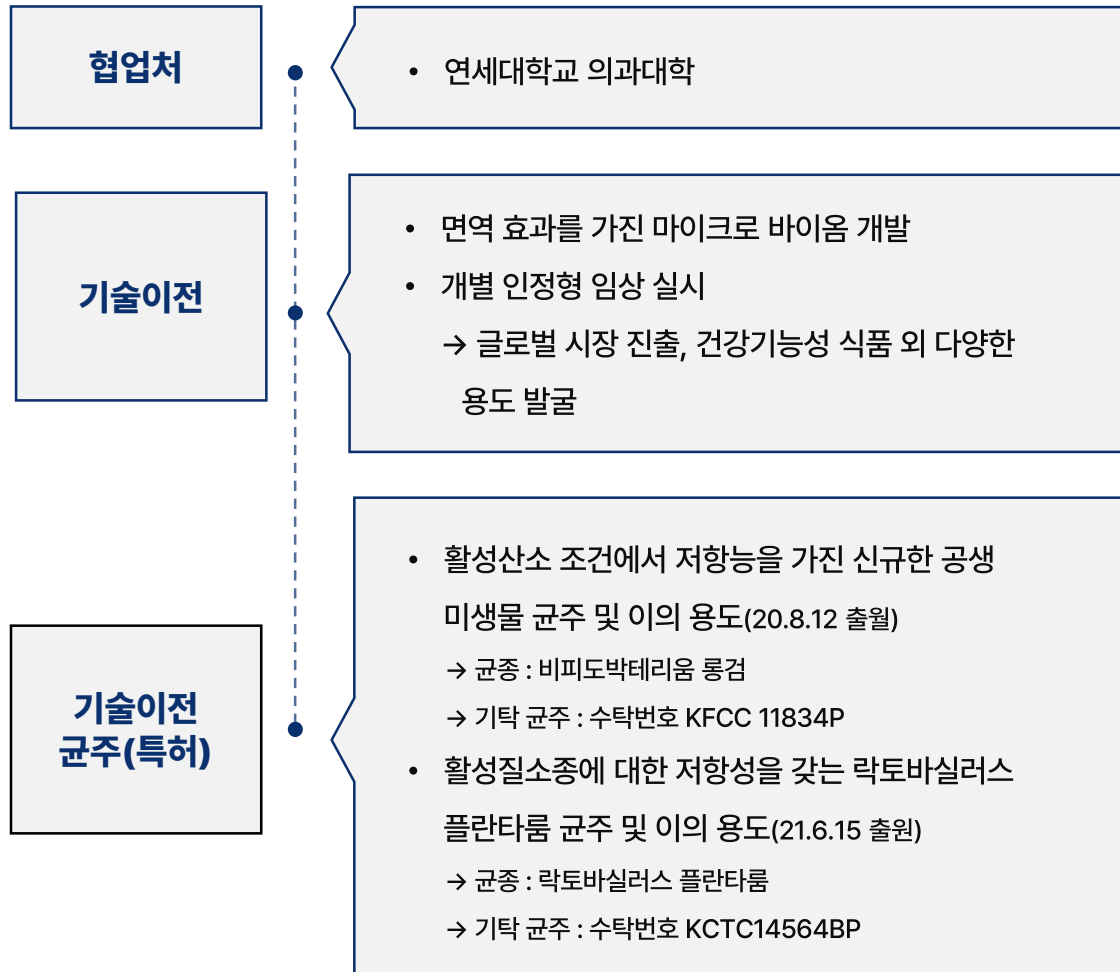 협업처
• 연세대학교 의과대학
기술이전
• 면역 효과를 가진 마이크로 바이옴 개발
• 개별 인정형 임상 실시
→ 글로벌 시장 진출, 건강기능성 식품 외 다양한
용도 발굴
기술이전
균주(특허)
• 활성산소 조건에서 저항능을 가진 신규한 공생
미생물 균주 및 이의 용도(20.8.12 출월)
→ 균종 : 비피도박테리움 롱검
→ 기탁 균주 : 수탁번호 KFCC 11834P
• 활성질소종에 대한 저항성을 갖는 락토바실러스
플란타룸 균주 및 이의 용도(21.6.15 출원)
→ 균종 : 락토바실러스 플란타룸
→ 기탁 균주 : 수탁번호 KCTC14564BP